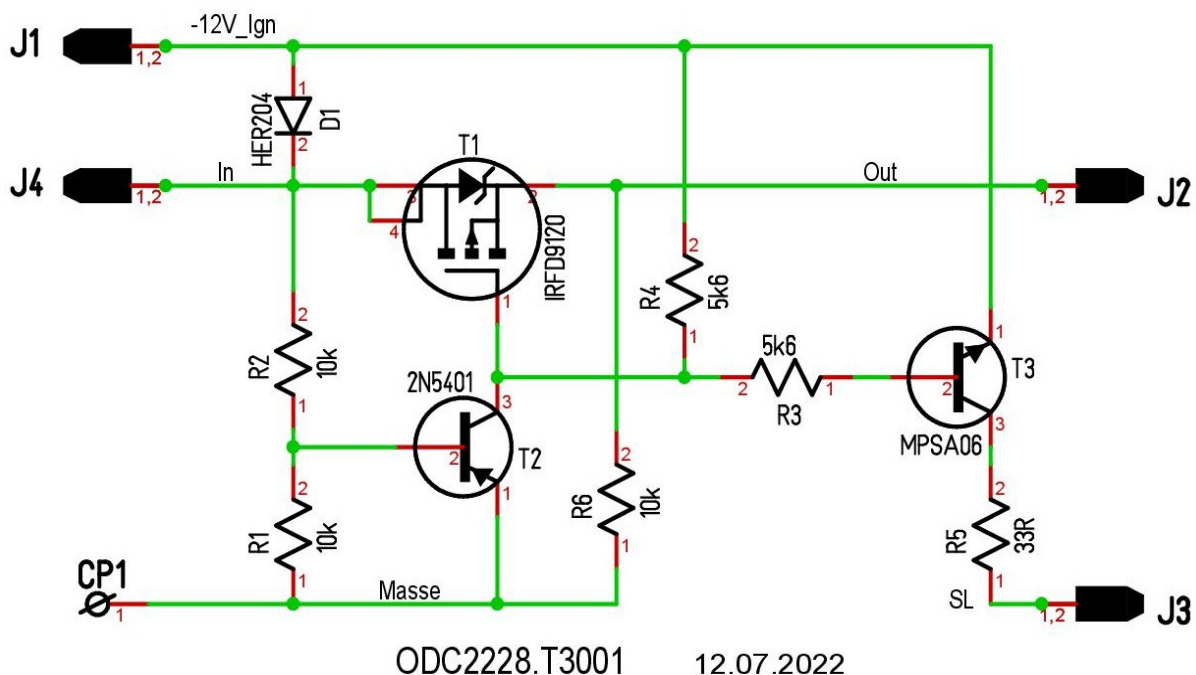 -12V_Ign
J1
1,2
1
HER204
D1
2
T1
J4
In
1,2
3
4
2
IRFD9120
1
Out
J2
1,2
2
R4
5k6
1
2
R2
10k
1
5k6
2
1
R3
1
2
T3
3
MPSA06
2N5401
3
2
T2
1
2
R1
10k
1
2
R6
10k
1
2
R5
33R
1
CP1
1
Masse
SL
1,2
J3
ODC2228.T3001 12.07.2022